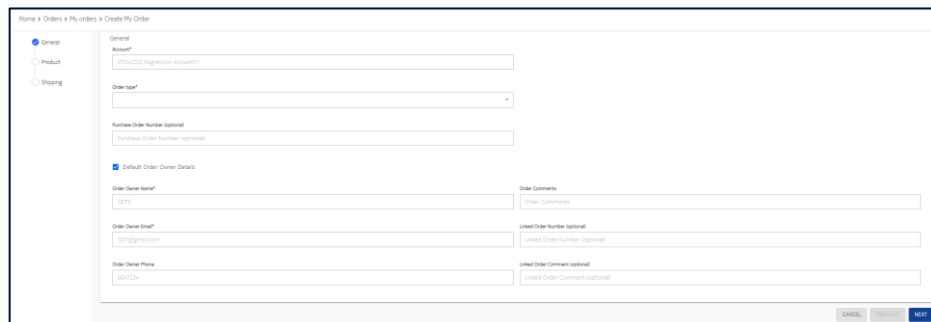 Home > Orders > My orders > Create My Order
General
Product
Shipping
General
Account*
Order type*
Purchase Order Number (optional)
Purchase Order Number (optional)
Default Order Owner Details
Order Owner Name*
Order Comments
Order Comments
Order Owner Email*
Linked Order Number (optional)
Linked Order Number (optional)
Order Owner Phone
Linked Order Comment (optional)
Linked Order Comment (optional)
CANCEL
PREVIOUS
NEXT